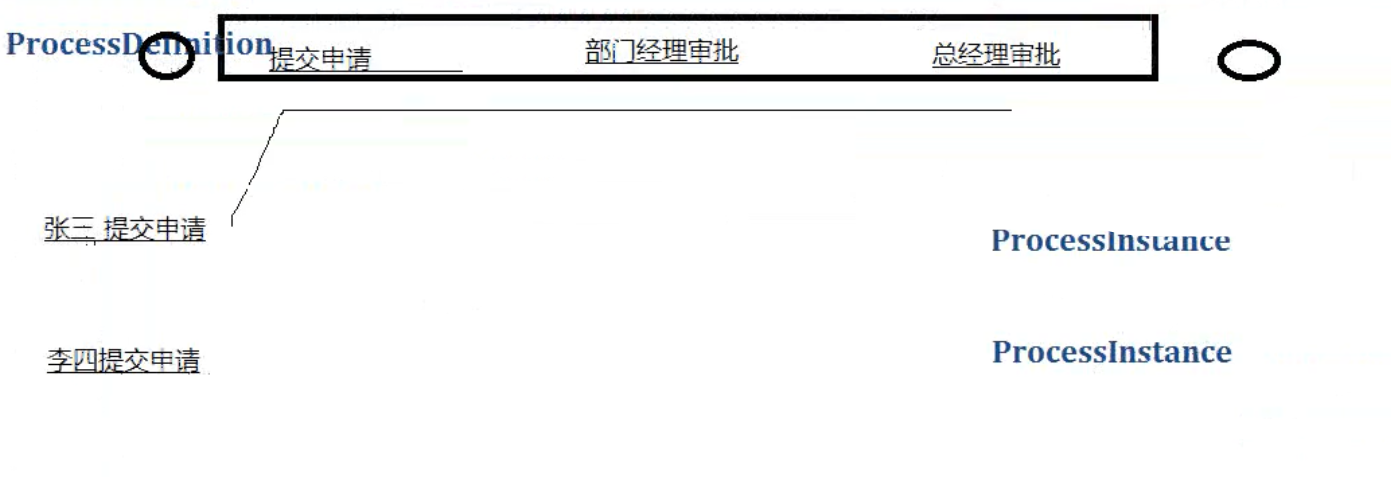 ProcessDefinition
提交申请 部门经理审批 总经理审批
张三 提交申请 ProcessInstance
李四提交申请 ProcessInstance